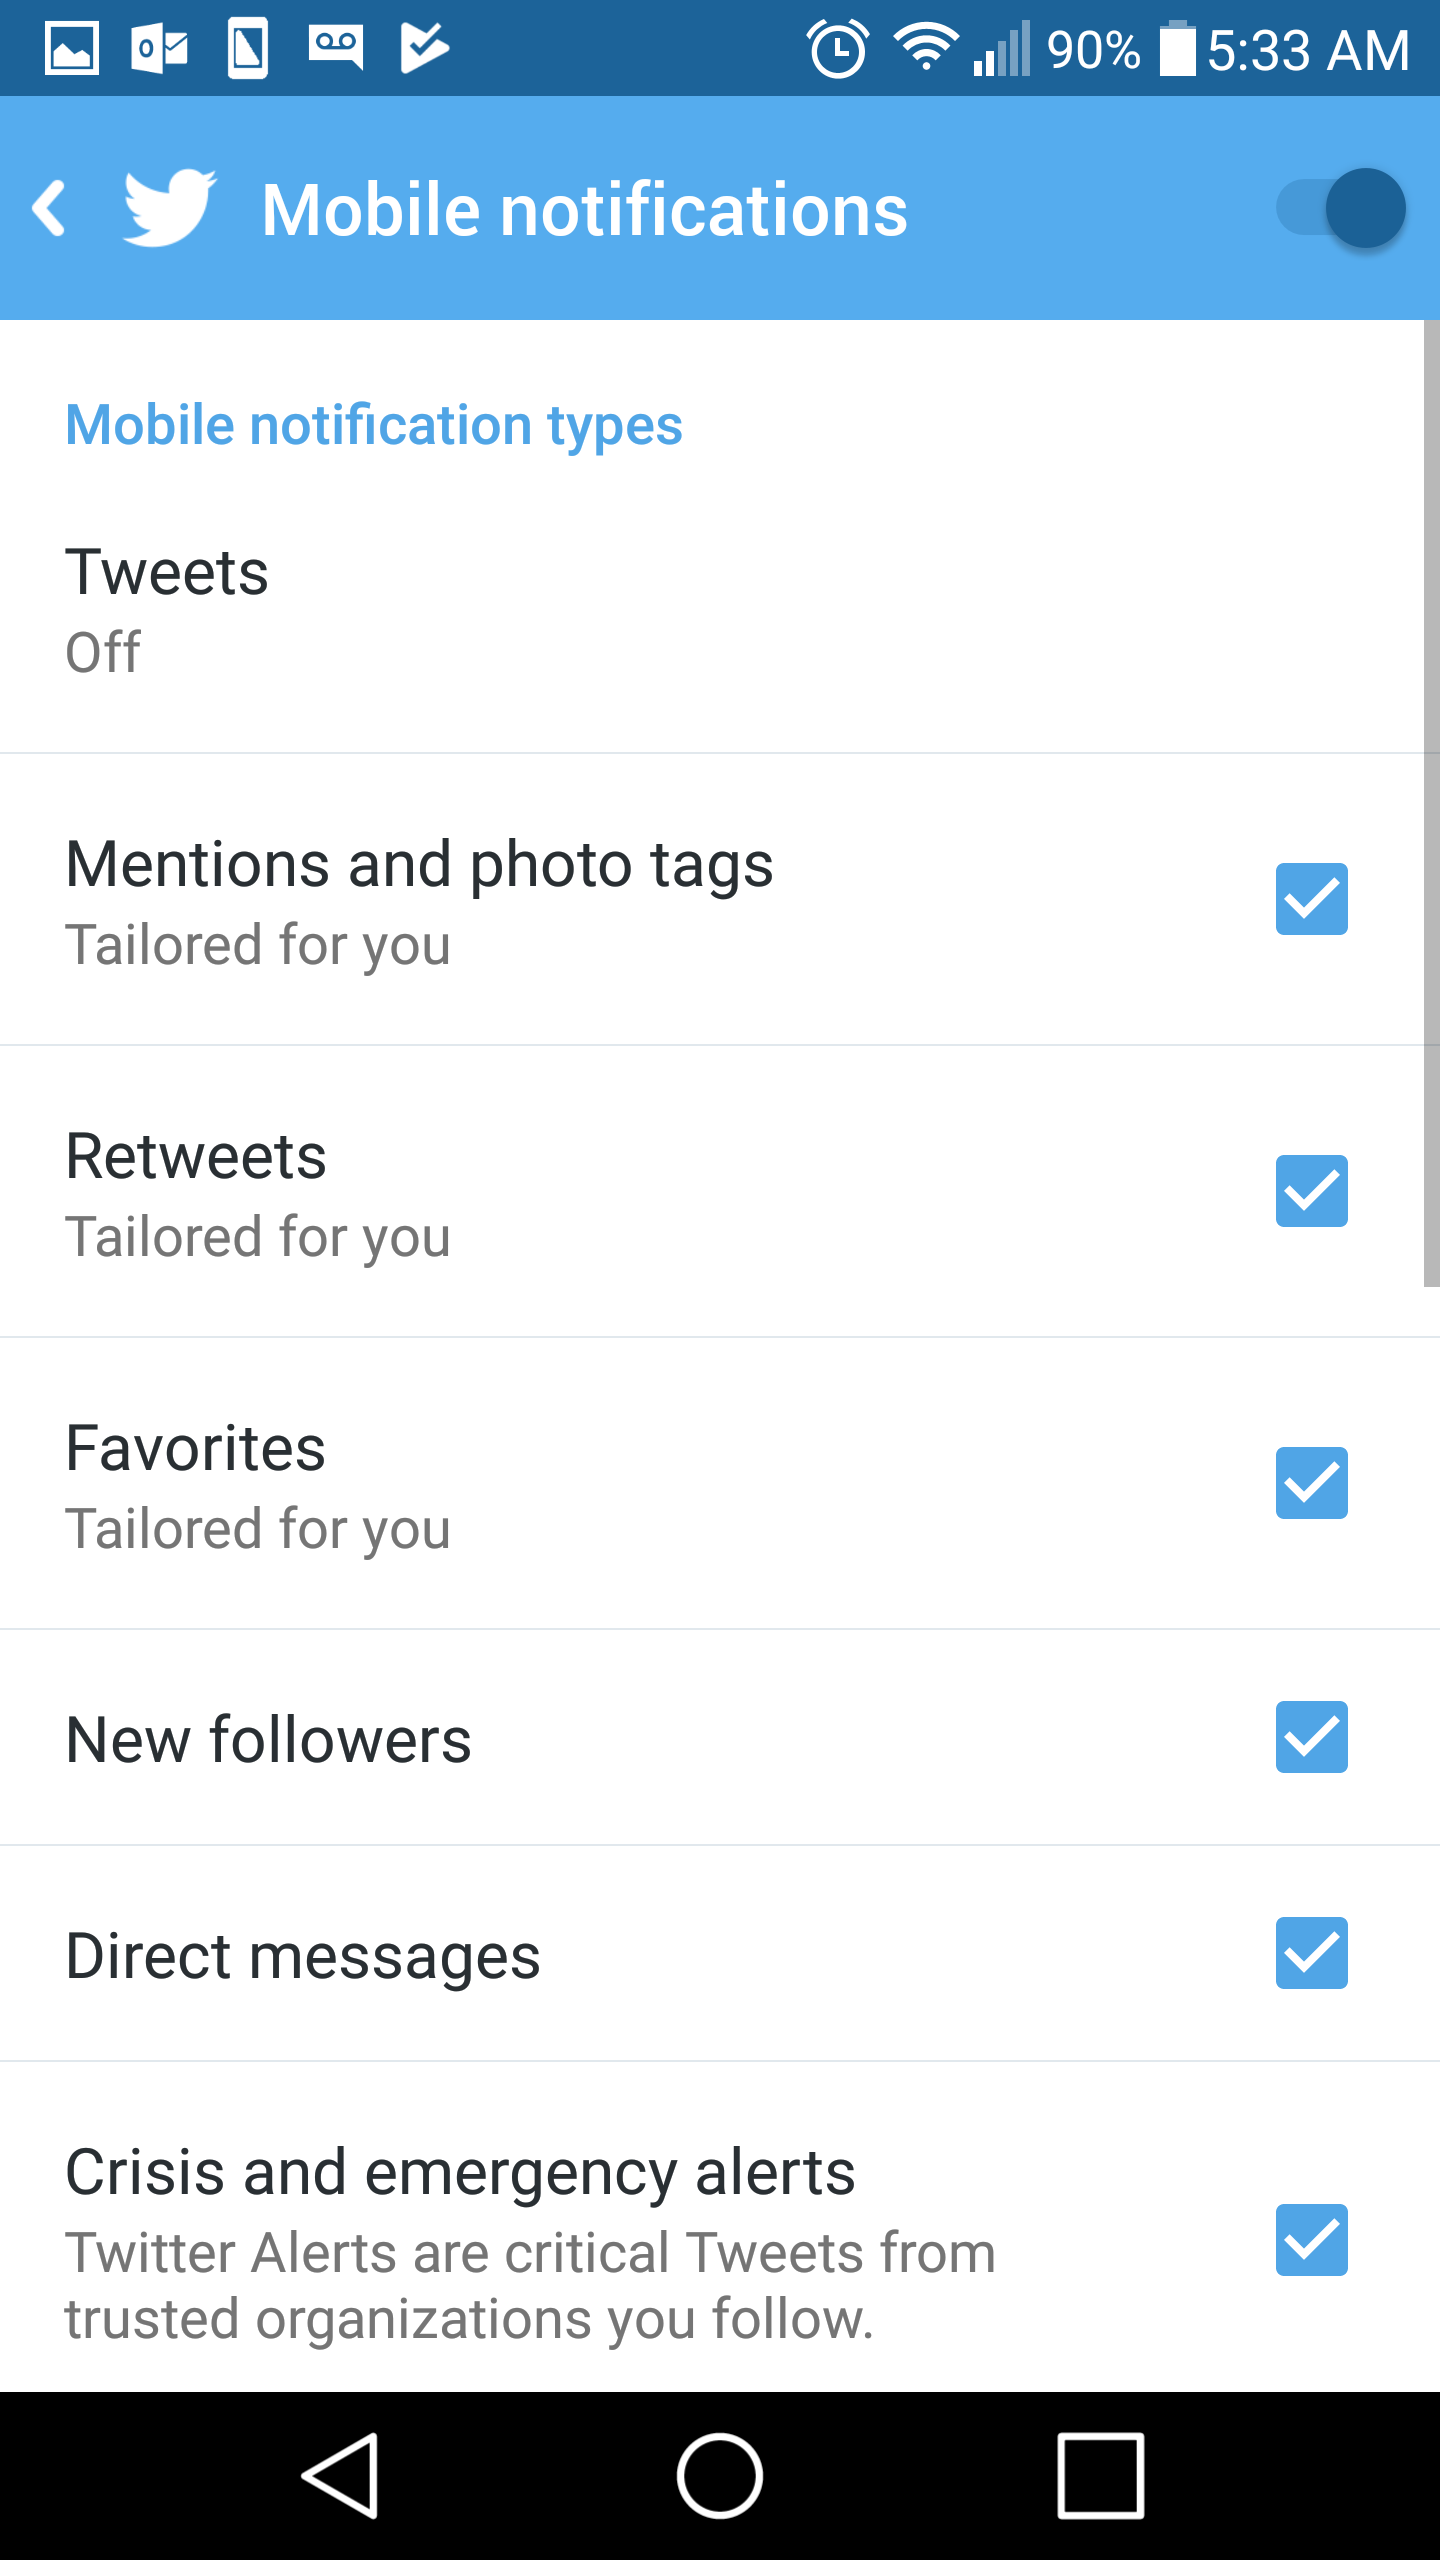 90% 5:33 AM
Mobile notifications
Mobile notification types
Tweets
Off
Mentions and photo tags
Tailored for you
Retweets
Tailored for you
Favorites
Tailored for you
New followers
Direct messages
Crisis and emergency alerts
Twitter Alerts are critical Tweets from
trusted organizations you follow.